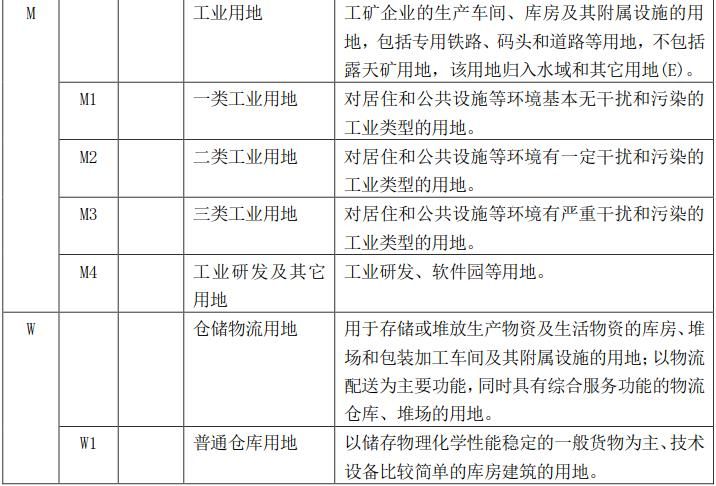 M 工业用地 工矿企业的生产车间、库房及其附属设施的用
地，包括专用铁路、码头和道路等用地，不包括
露天矿用地，该用地归入水域和其它用地(E)。
M1 一类工业用地 对居住和公共设施等环境基本无干扰和污染的
工业类型的用地。
M2 二类工业用地 对居住和公共设施等环境有一定干扰和污染的
工业类型的用地。
M3 三类工业用地 对居住和公共设施等环境有严重干扰和污染的
工业类型的用地。
M4 工业研发及其它 工业研发、软件园等用地。
用地
W 仓储物流用地 用于存储或堆放生产物资及生活物资的库房、堆
场和包装加工车间及其附属设施的用地；以物流
配送为主要功能，同时具有综合服务功能的物流
仓库、堆场的用地。
W1 普通仓库用地 以储存物理化学性能稳定的一般货物为主、技术
设备比较简单的库房建筑的用地。